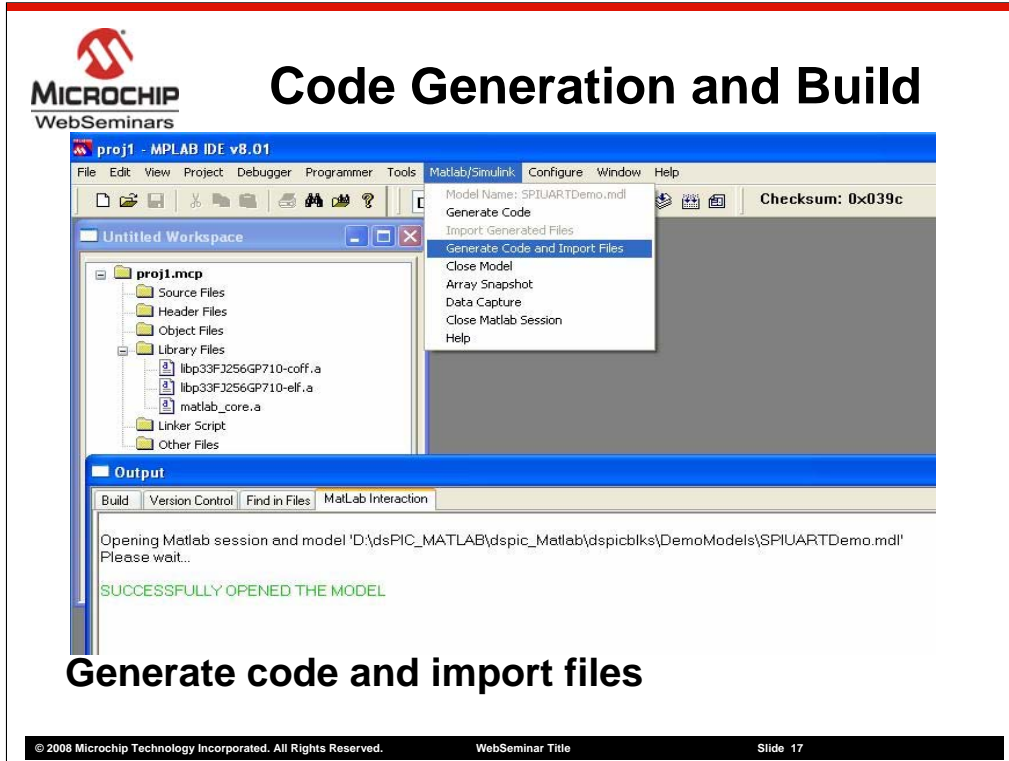 MICROCHIP
WebSeminars
Code Generation and Build
proj1 - MPLAB IDE v8.01
File Edit View Project Debugger Programmer Tools Matlab/Simulink Configure Window Help
Checksum: 0x039c
Model Name: SPIUARTDemo.mdl
Generate Code
Import Generated Files
Generate Code and Import Files
Close Model
Array Snapshot
Data Capture
Close Matlab Session
Help
Untitled Workspace
proj1.mcp
Source Files
Header Files
Object Files
Library Files
libp33FJ256GP710-coff.a
libp33FJ256GP710-elf.a
matlab_core.a
Linker Script
Other Files
Output
Build Version Control Find in Files MatLab Interaction
Opening Matlab session and model 'D:\dsPIC_MATLAB\dspic_Matlab\dspicblks\DemoModels\SPIUARTDemo.mdl'
Please wait...
SUCCESSFULLY OPENED THE MODEL
Generate code and import files
© 2008 Microchip Technology Incorporated. All Rights Reserved. WebSeminar Title Slide 17